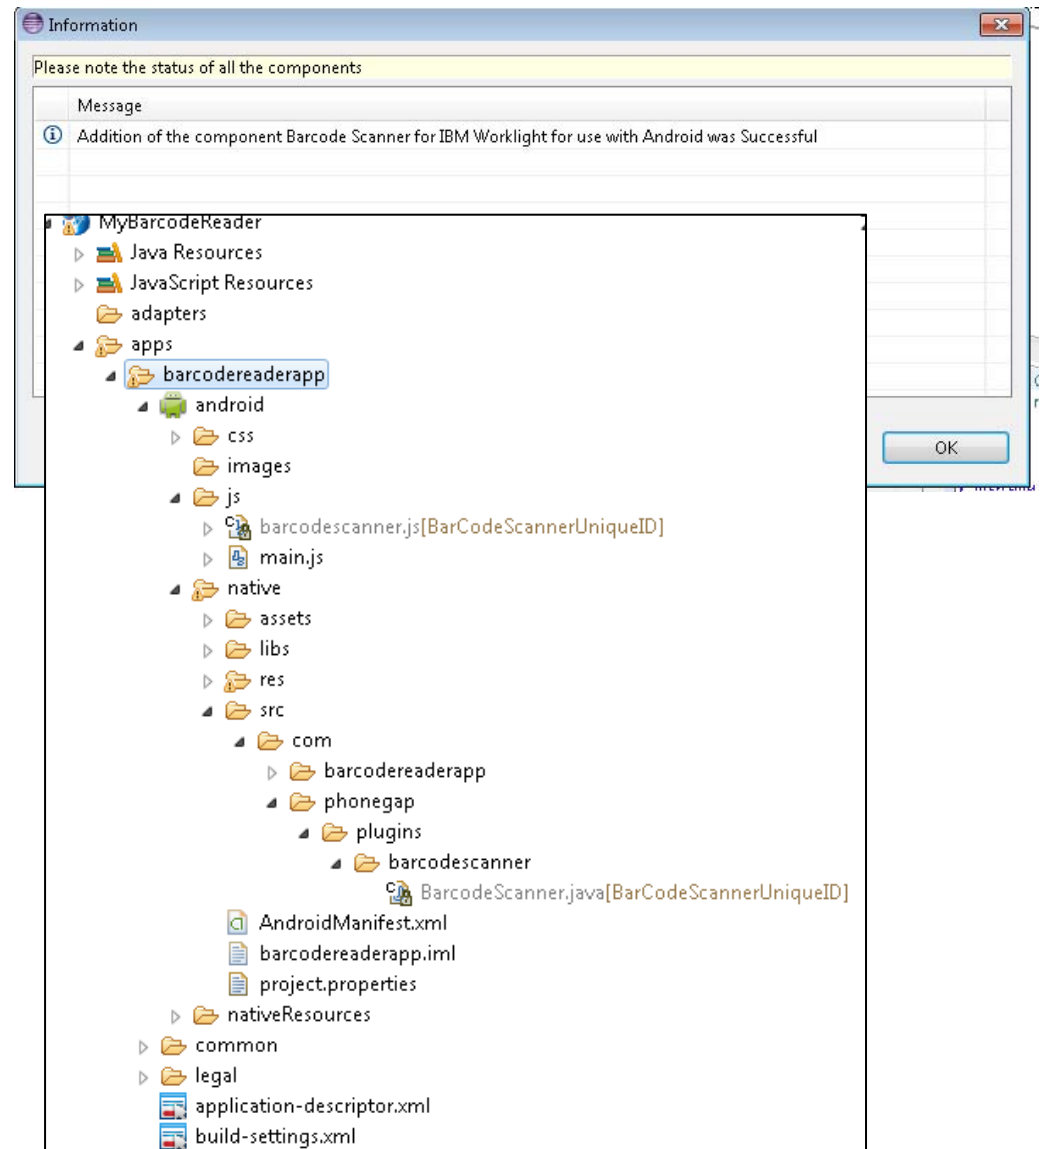 Information
Please note the status of all the components
Message
Addition of the component Barcode Scanner for IBM Worklight for use with Android was Successful
MyBarcodeReader
Java Resources
JavaScript Resources
adapters
apps
barcodereaderapp
android
css
OK
images
js
barcodescanner.js[BarCodeScannerUniqueID]
main.js
native
assets
libs
res
src
com
barcodereaderapp
phonegap
plugins
barcodescanner
BarcodeScanner.java[BarCodeScannerUniqueID]
AndroidManifest.xml
barcodereaderapp.iml
project.properties
nativeResources
common
legal
application-descriptor.xml
build-settings.xml